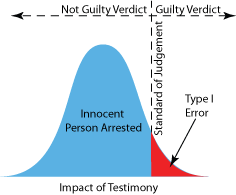 Not Guilty Verdict
Guilty Verdict
Standard of Judgement
Innocent
Person Arrested
Type I
Error
Impact of Testimony